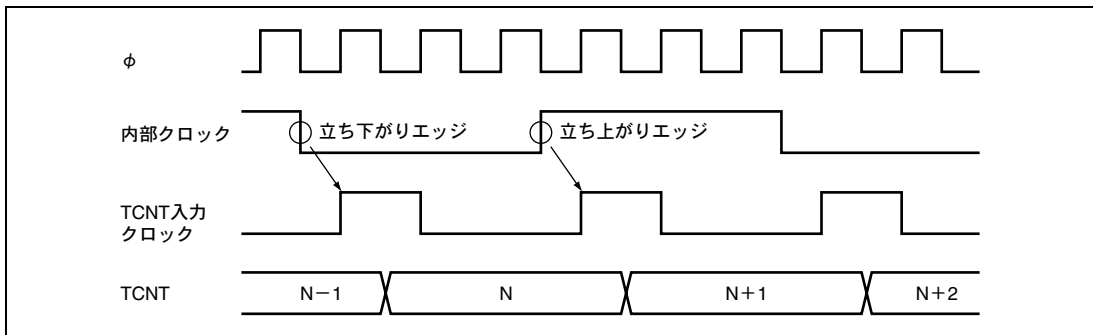 φ
内部クロック
立ち下がりエッジ
立ち上がりエッジ
TCNT入力
クロック
TCNT
N−1
N
N+1
N+2